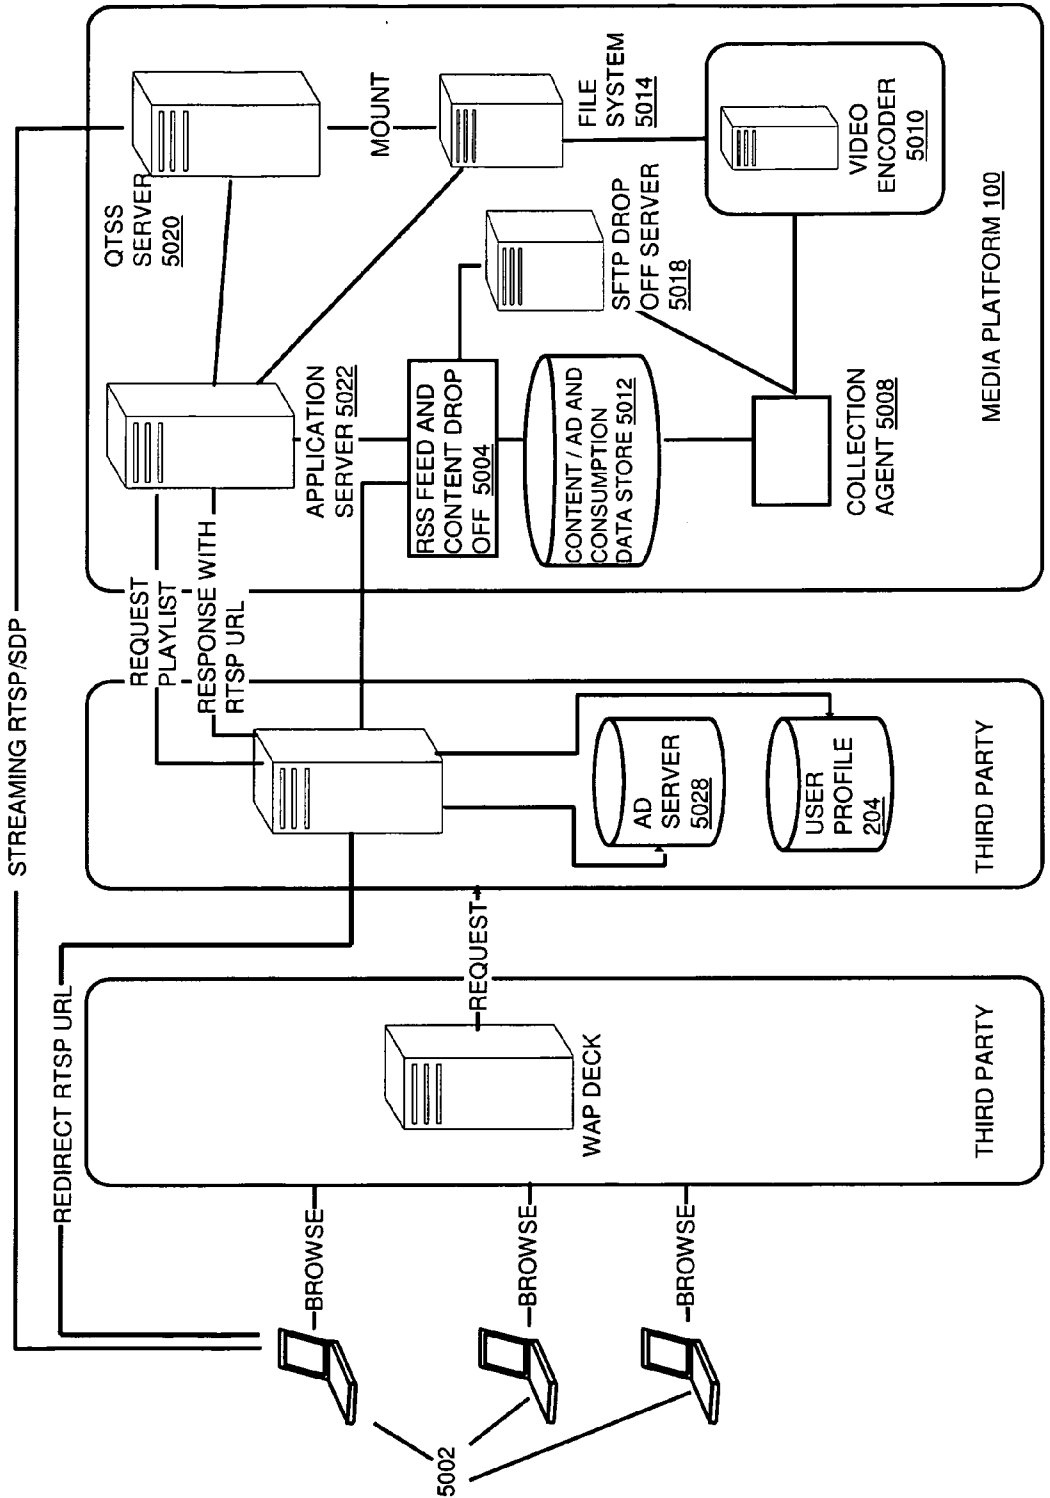 STREAMING RTSP/SDP
REDIRECT RTSP URL
5002
BROWSE
BROWSE
BROWSE
WAP DECK
THIRD PARTY
REQUEST
AD
SERVER
5028
USER
PROFILE
204
THIRD PARTY
REQUEST
PLAYLIST
RESPONSE WITH
RTSP URL
QTSS
SERVER
5020
MOUNT
FILE
SYSTEM
5014
APPLICATION
SERVER 5022
RSS FEED AND
CONTENT DROP
OFF 5004
SFTP DROP
OFF SERVER
5018
CONTENT / AD AND
CONSUMPTION
DATA STORE 5012
VIDEO
ENCODER
5010
COLLECTION
AGENT 5008
MEDIA PLATFORM 100